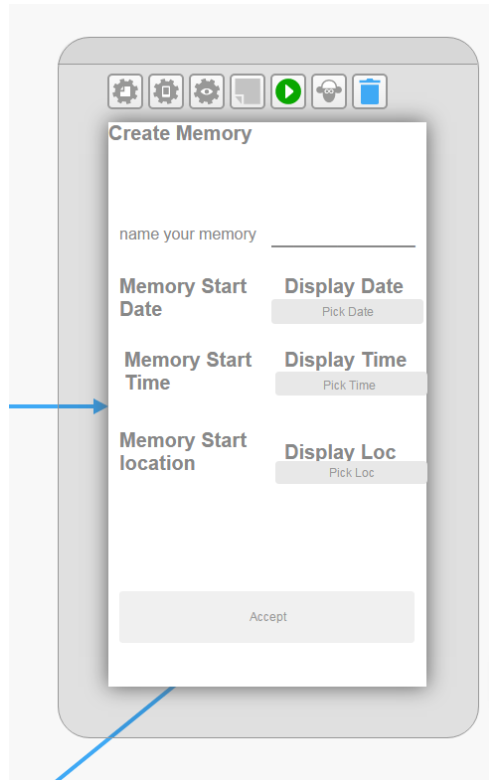 Create Memory
name your memory
Memory Start
Date
Display Date
Pick Date
Memory Start
Time
Display Time
Pick Time
Memory Start
location
Display Loc
Pick Loc
Accept